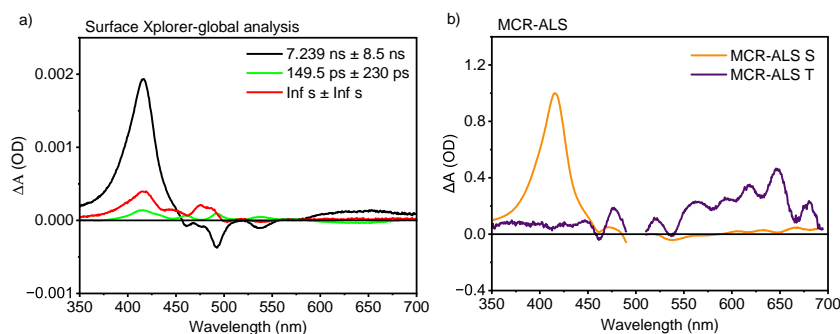 a)
Surface Xplorer-global analysis
7.239 ns ± 8.5 ns
149.5 ps ± 230 ps
Inf s ± Inf s
0.002
0.001
0.000
−0.001
ΔA (OD)
350 400 450 500 550 600 650 700
Wavelength (nm)
b)
MCR-ALS
MCR-ALS S
MCR-ALS T
1.2
0.8
0.4
0.0
−0.4
ΔA (OD)
350 400 450 500 550 600 650 700
Wavelength (nm)